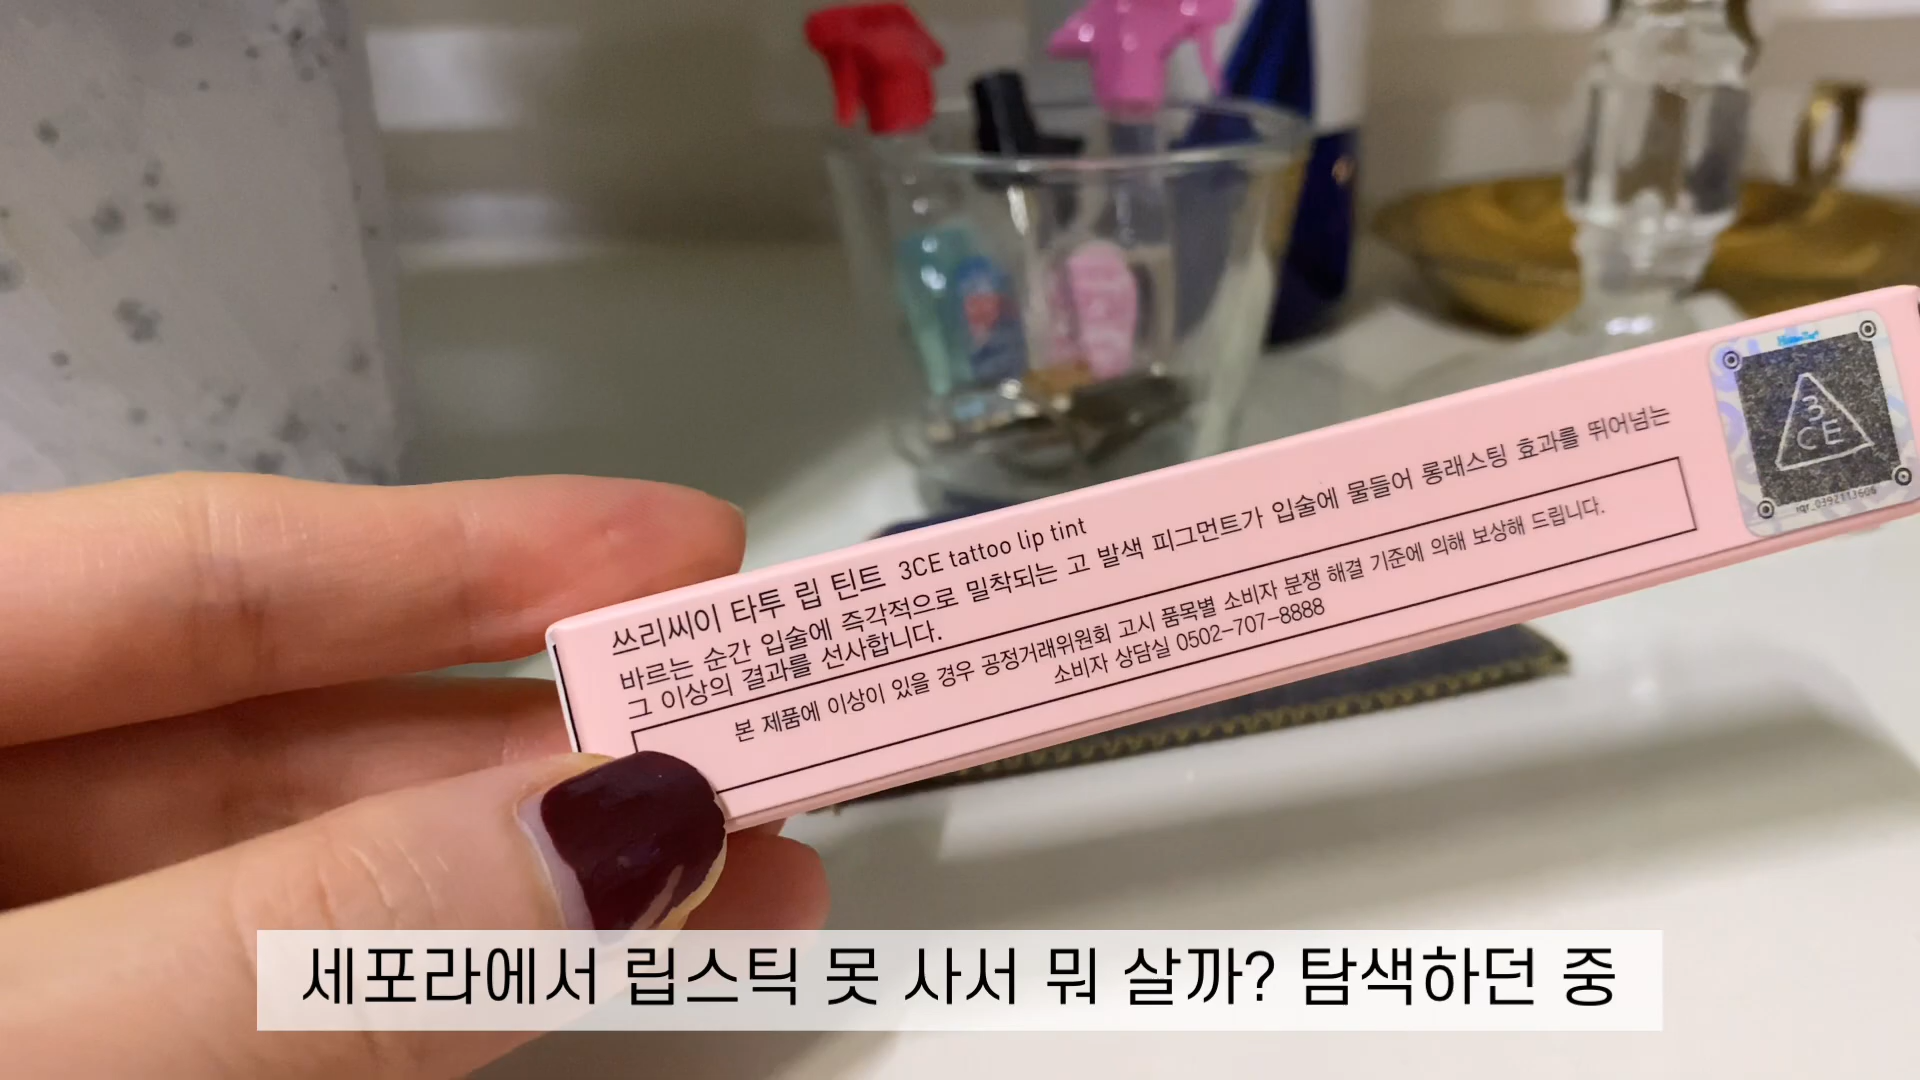 쓰리씨이 타투 립 틴트 3CE tattoo lip tint
바르는 순간 입술에 즉각적으로 밀착되는 고 발색 피그먼트가 입술에 물들어 롱래스팅 효과를 뛰어넘는
그 이상의 결과를 선사합니다.
본 제품에 이상이 있을 경우 공정거래위원회 고시 품목별 소비자 분쟁 해결 기준에 의해 보상해 드립니다.
소비자 상담실 0502-707-8888
3
CE
세포라에서 립스틱 못 사서 뭐 살까? 탐색하던 중